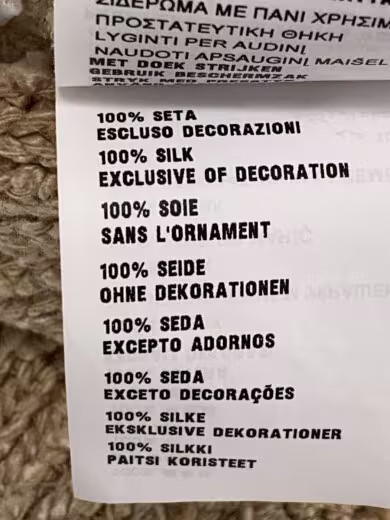 ΣΙΔΕΡΩΜΑ ΜΕ ΠΑΝΙ
ΠΡΟΣΤΑΤΕΥΤΙΚΗ ΘΗΚΗ
LYGINTI PER AUDINĮ
NAUDOTI APSAUGINĮ MAIŠEL
MET DOEK STRIJKEN
GEBRUIK BESCHERMZAK
100% SETA
ESCLUSO DECORAZIONI
100% SILK
EXCLUSIVE OF DECORATION
100% SOIE
SANS L'ORNAMENT
100% SEIDE
OHNE DEKORATIONEN
100% SEDA
EXCEPTO ADORNOS
100% SEDA
EXCETO DECORAÇÕES
100% SILKE
EKSKLUSIVE DEKORATIONER
100% SILKKI
PAITSI KORISTEET